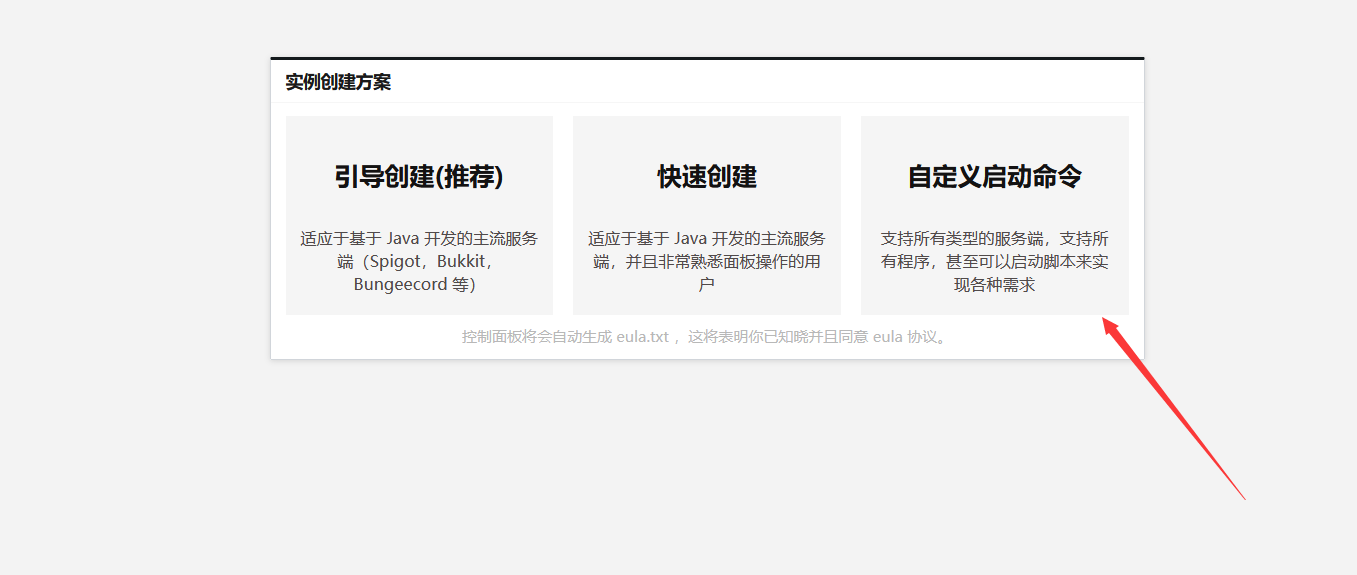 实例创建方案
引导创建(推荐)
适应于基于 Java 开发的主流服务
端（Spigot，Bukkit，
Bungeecord 等）
快速创建
适应于基于 Java 开发的主流服务
端，并且非常熟悉面板操作的用
户
自定义启动命令
支持所有类型的服务端，支持所
有程序，甚至可以启动脚本来实
现各种需求
控制面板将会自动生成 eula.txt ，这将表明你已知晓并且同意 eula 协议。